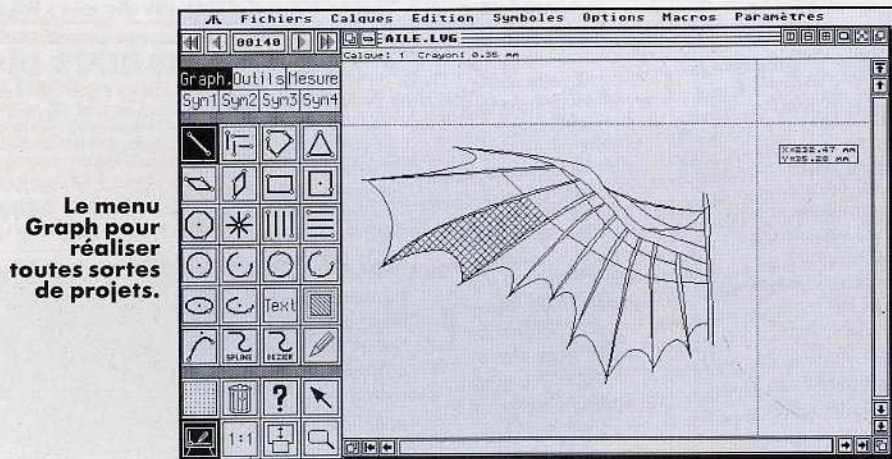 Fichiers Calques Edition Symboles Options Macros Paramètres
00140
AILE.LVG
Calque: 1 Crayon: 0.35 mm
Graph. Outils Mesure
Sym1 Sym2 Sym3 Sym4
X=232.47 mm
Y=35.28 mm
Le menu
Graph pour
réaliser
toutes sortes
de projets.
Text
SPLINE BEZIER
?
1:1